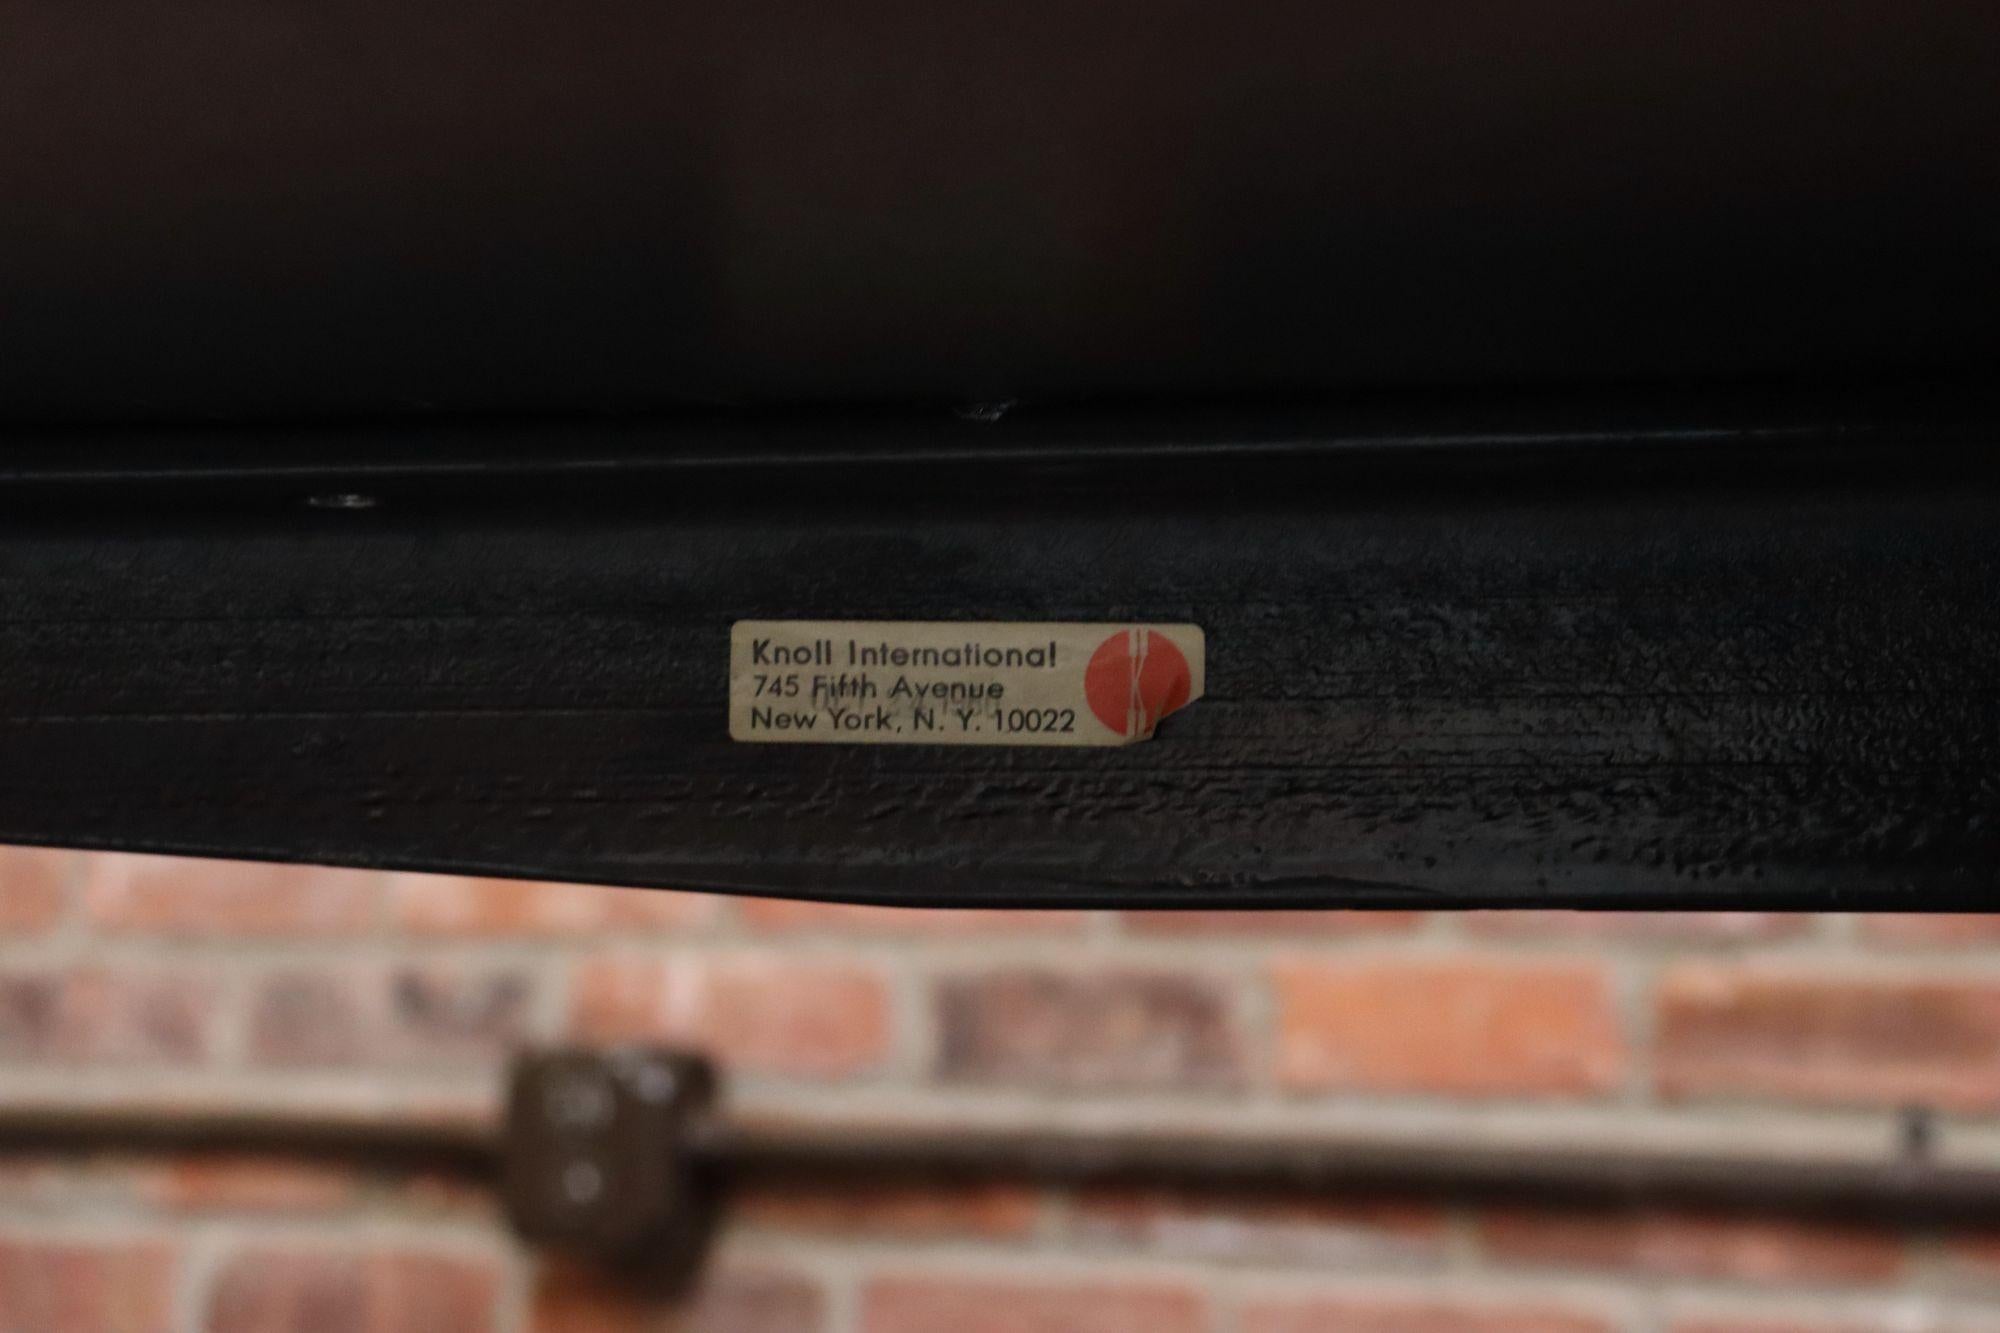 Knoll International
745 Fifth Avenue
New York, N. Y. 10022